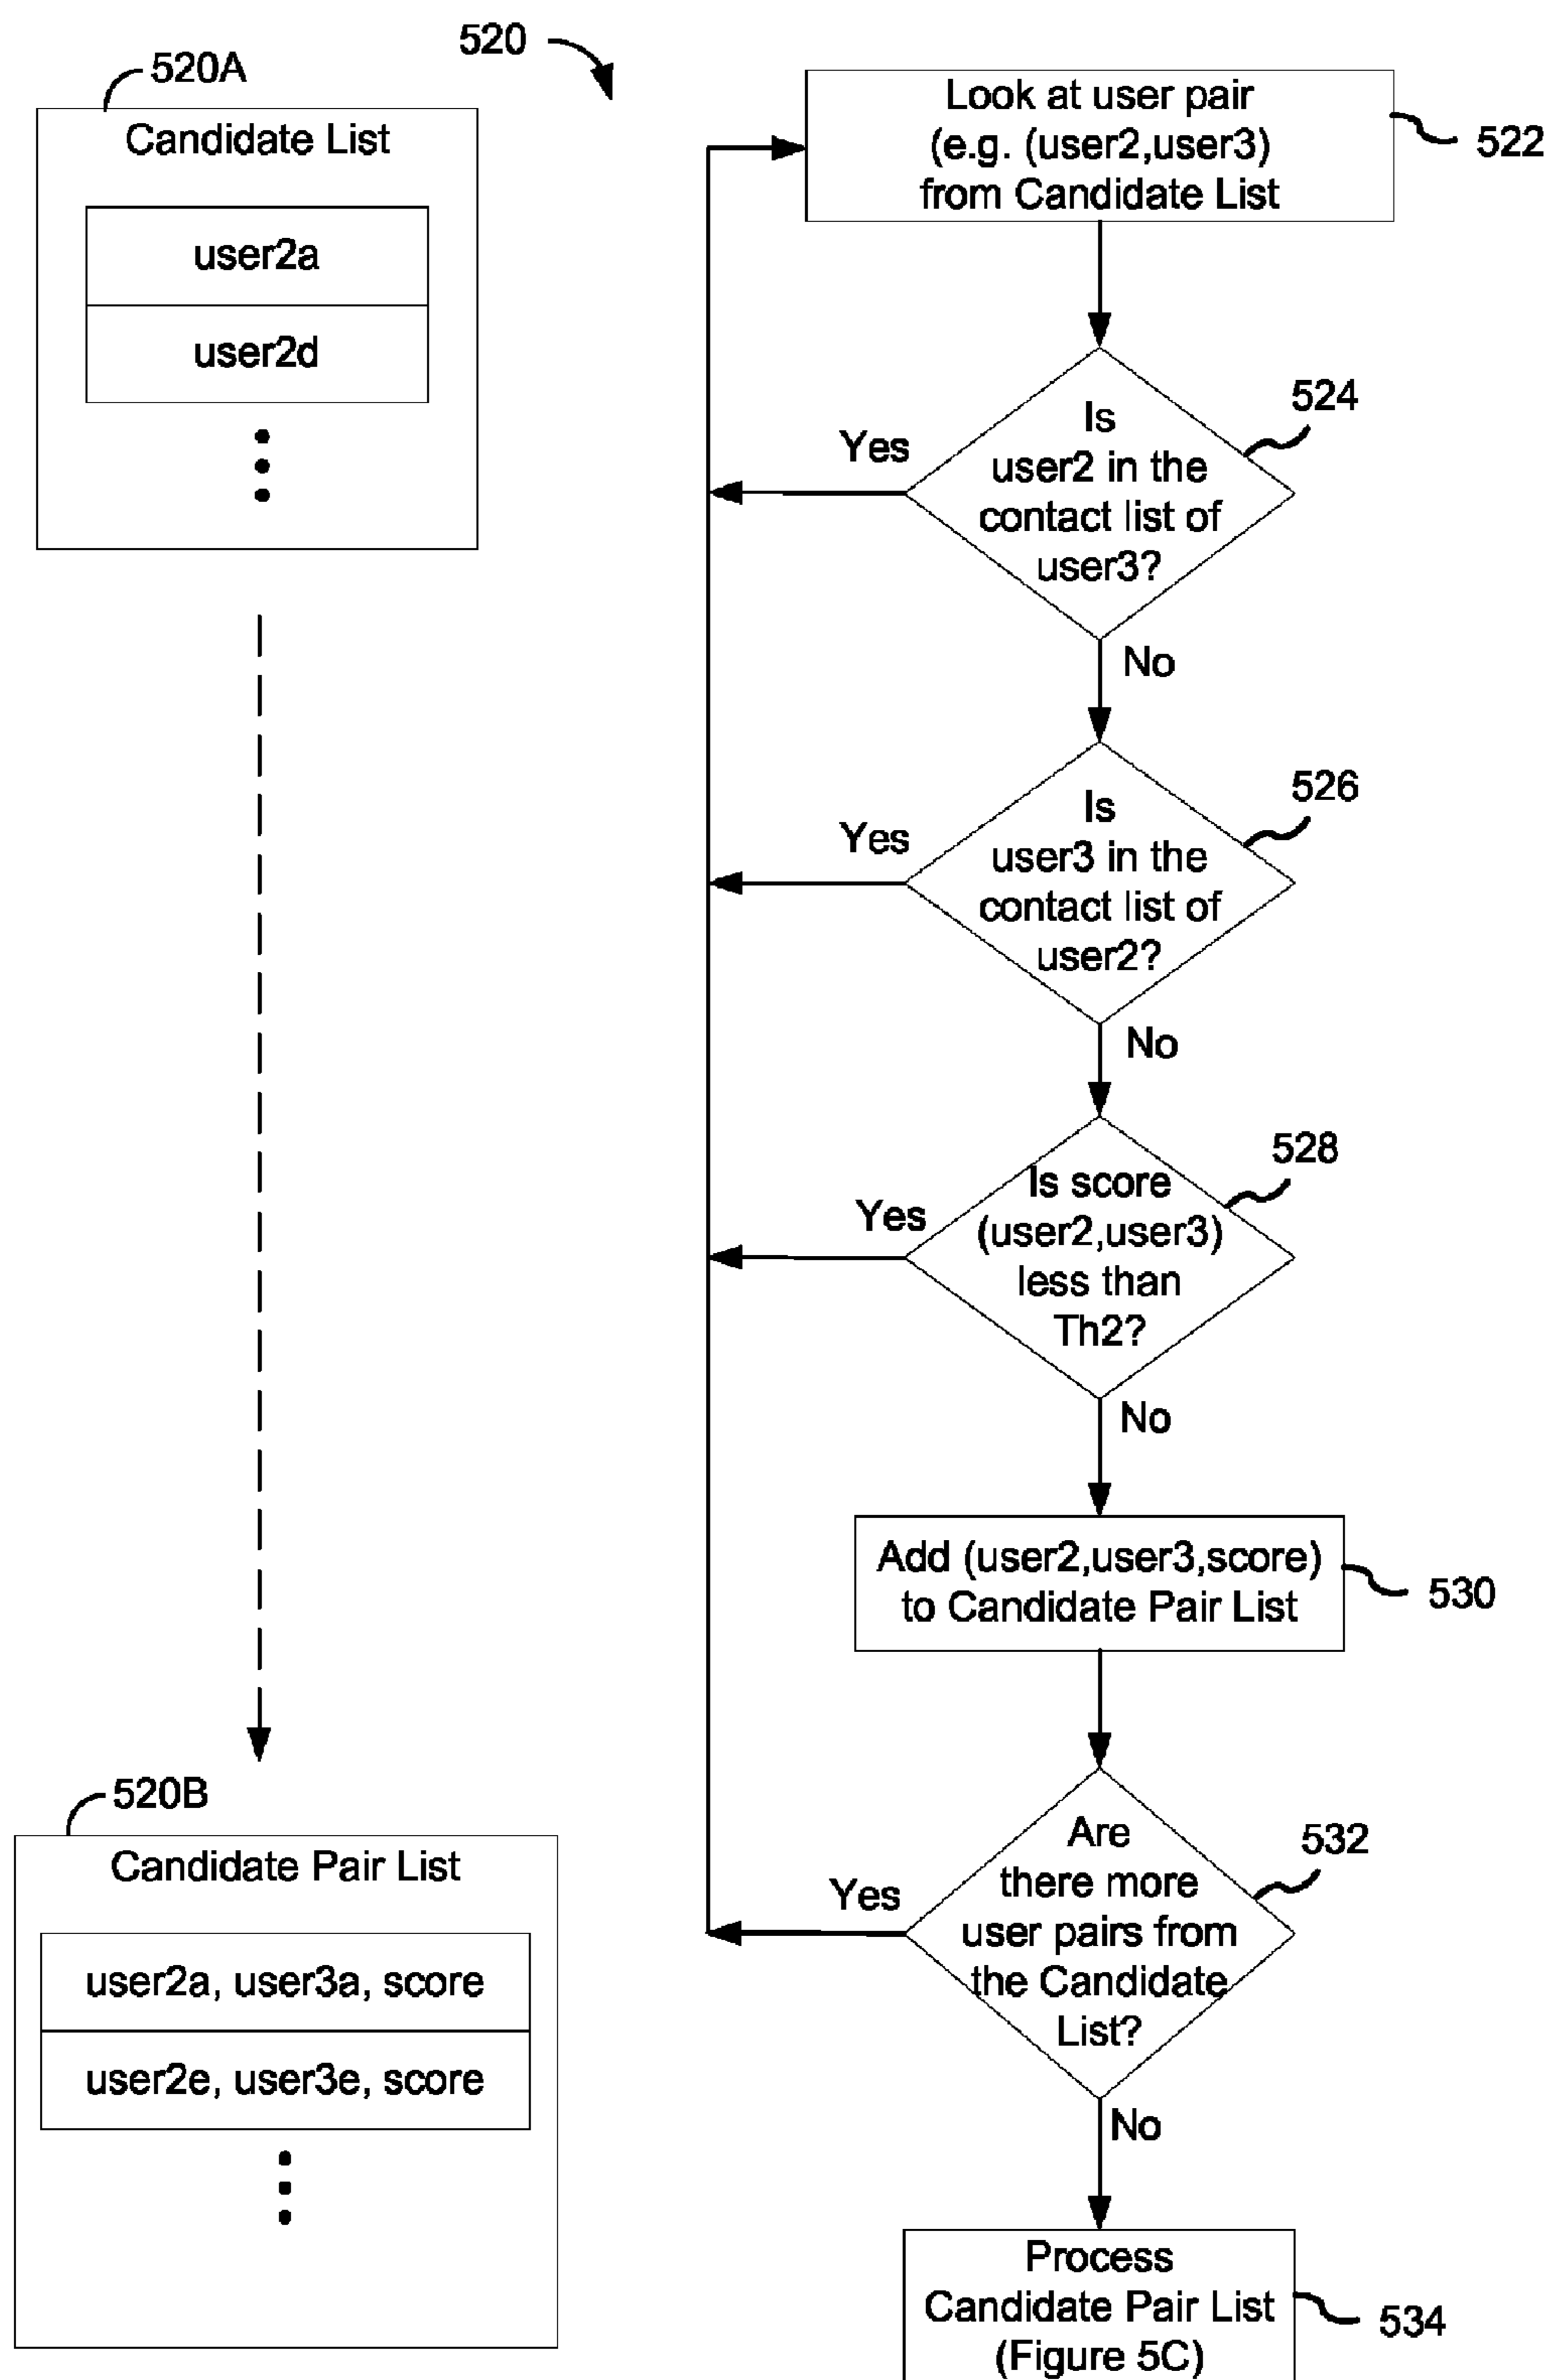 520
520A
Candidate List
user2a
user2d
520B
Candidate Pair List
user2a, user3a, score
user2e, user3e, score
Look at user pair
(e.g. (user2,user3)
from Candidate List
522
Is
user2 in the
contact list of
user3?
524
Yes
No
Is
user3 in the
contact list of
user2?
526
Yes
No
Is score
(user2,user3)
less than
Th2?
528
Yes
No
Add (user2,user3,score)
to Candidate Pair List
530
Are
there more
user pairs from
the Candidate
List?
532
Yes
No
Process
Candidate Pair List
(Figure 5C)
534